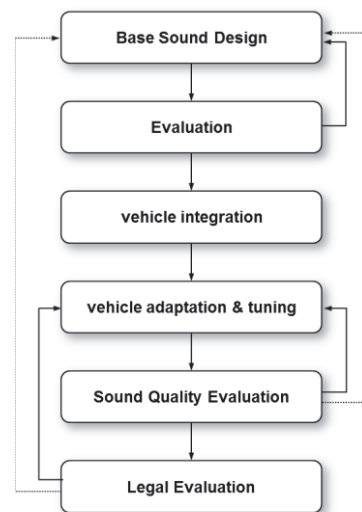 Base Sound Design
Evaluation
vehicle integration
vehicle adaptation & tuning
Sound Quality Evaluation
Legal Evaluation